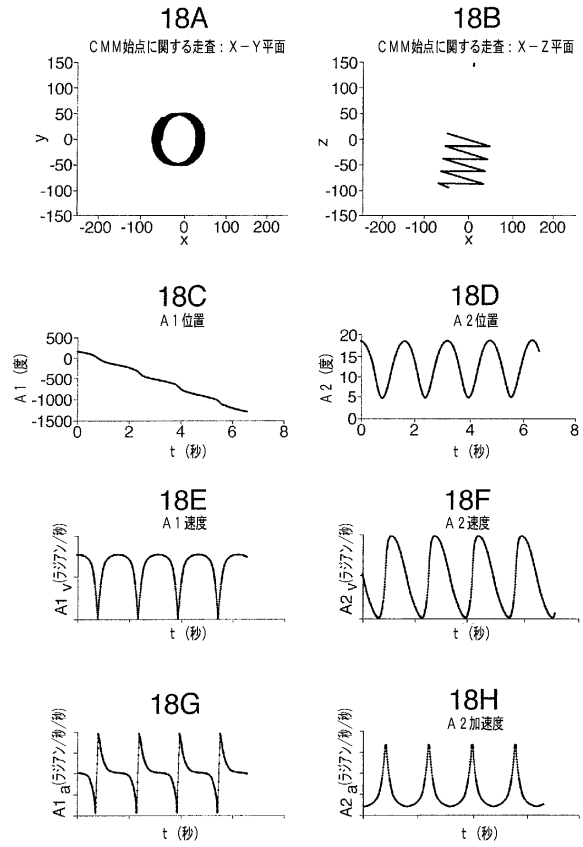 18A
CMM始点に関する走査：X－Y平面
150
100
50
0
-50
-100
-150
y
-200 -100 0 100 200
x
18B
CMM始点に関する走査：X－Z平面
150
100
50
0
-50
-100
-150
z
-200 -100 0 100 200
x
18C
A1位置
500
0
-500
-1000
-1500
A1 (度)
0 2 4 6 8
t (秒)
18D
A2位置
20
15
10
5
0
A2 (度)
0 2 4 6 8
t (秒)
18E
A1速度
A1 v(ラジアン/秒)
t (秒)
18F
A2速度
A2 v(ラジアン/秒)
t (秒)
18G
A1 a(ラジアン/秒/秒)
t (秒)
18H
A2加速度
A2 a(ラジアン/秒/秒)
t (秒)